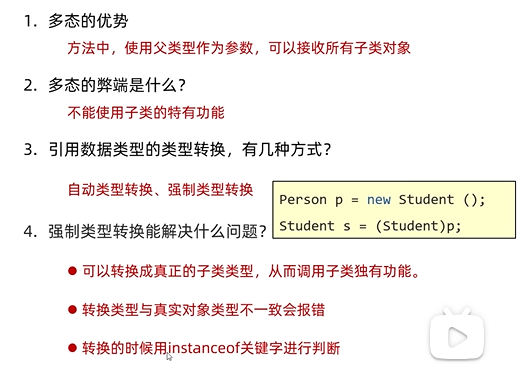 1. 多态的优势
方法中，使用父类型作为参数，可以接收所有子类对象
2. 多态的弊端是什么？
不能使用子类的特有功能
3. 引用数据类型的类型转换，有几种方式？
自动类型转换、强制类型转换
Person p = new Student ();
Student s = (Student)p;
4. 强制类型转换能解决什么问题？
● 可以转换成真正的子类类型，从而调用子类独有功能。
● 转换类型与真实对象类型不一致会报错
● 转换的时候用instanceof关键字进行判断